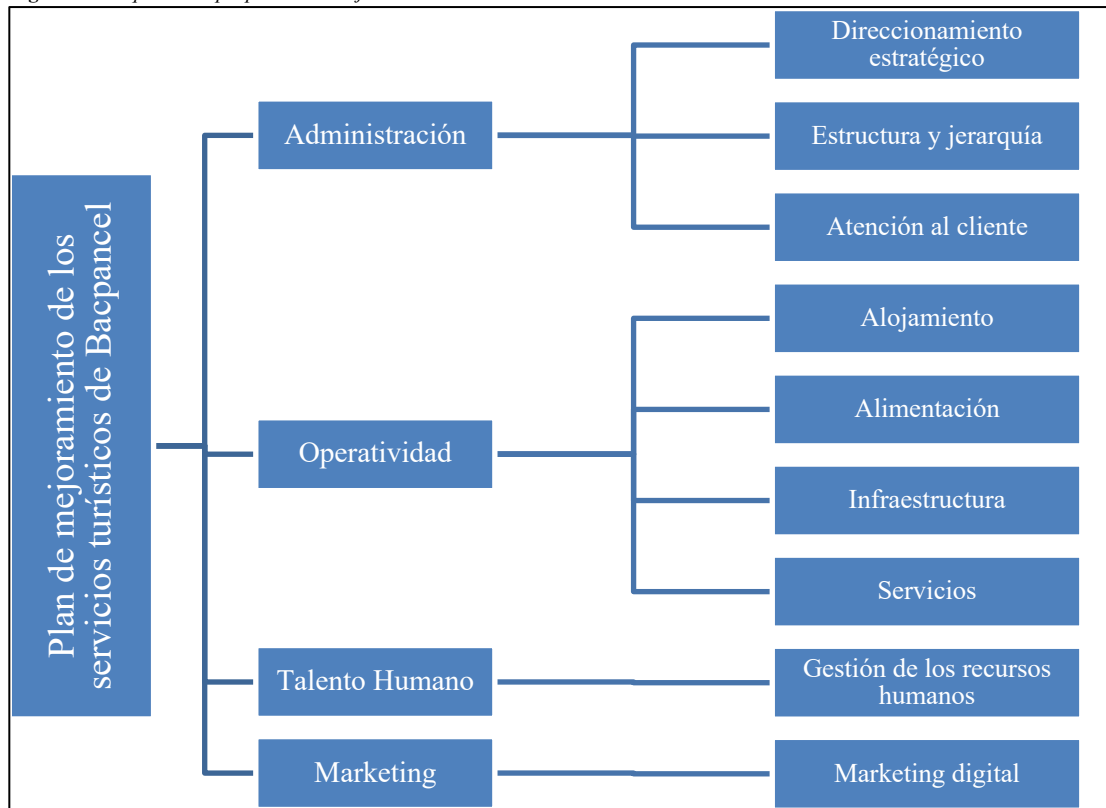 Plan de mejoramiento de los
servicios turísticos de Bacpancel
Administración
Direccionamiento
estratégico
Estructura y jerarquía
Atención al cliente
Operatividad
Alojamiento
Alimentación
Infraestructura
Servicios
Talento Humano
Gestión de los recursos
humanos
Marketing
Marketing digital